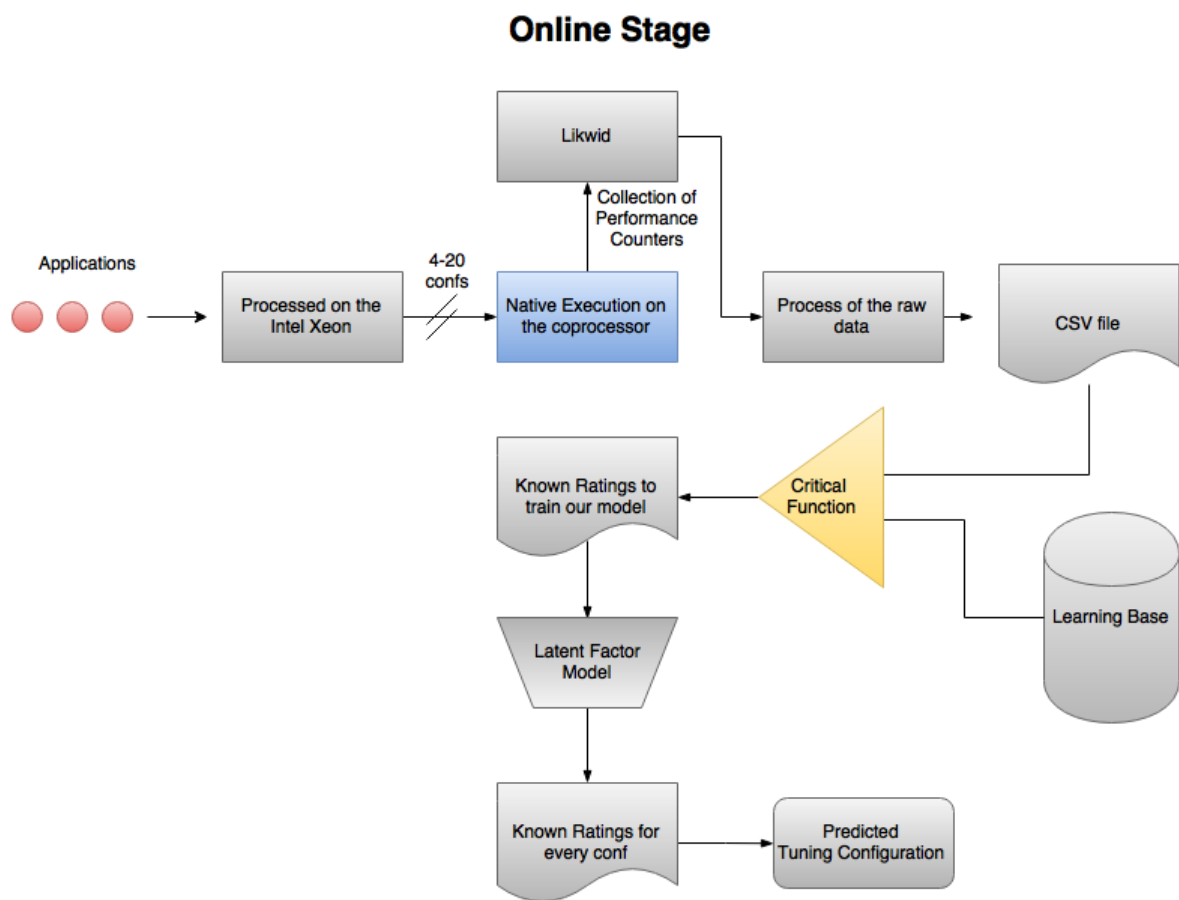 Online Stage
Likwid
Collection of
Performance
Counters
Applications
4-20
confs
Processed on the
Intel Xeon
Native Execution on
the coprocessor
Process of the raw
data
CSV file
Known Ratings to
train our model
Critical
Function
Learning Base
Latent Factor
Model
Known Ratings for
every conf
Predicted
Tuning Configuration